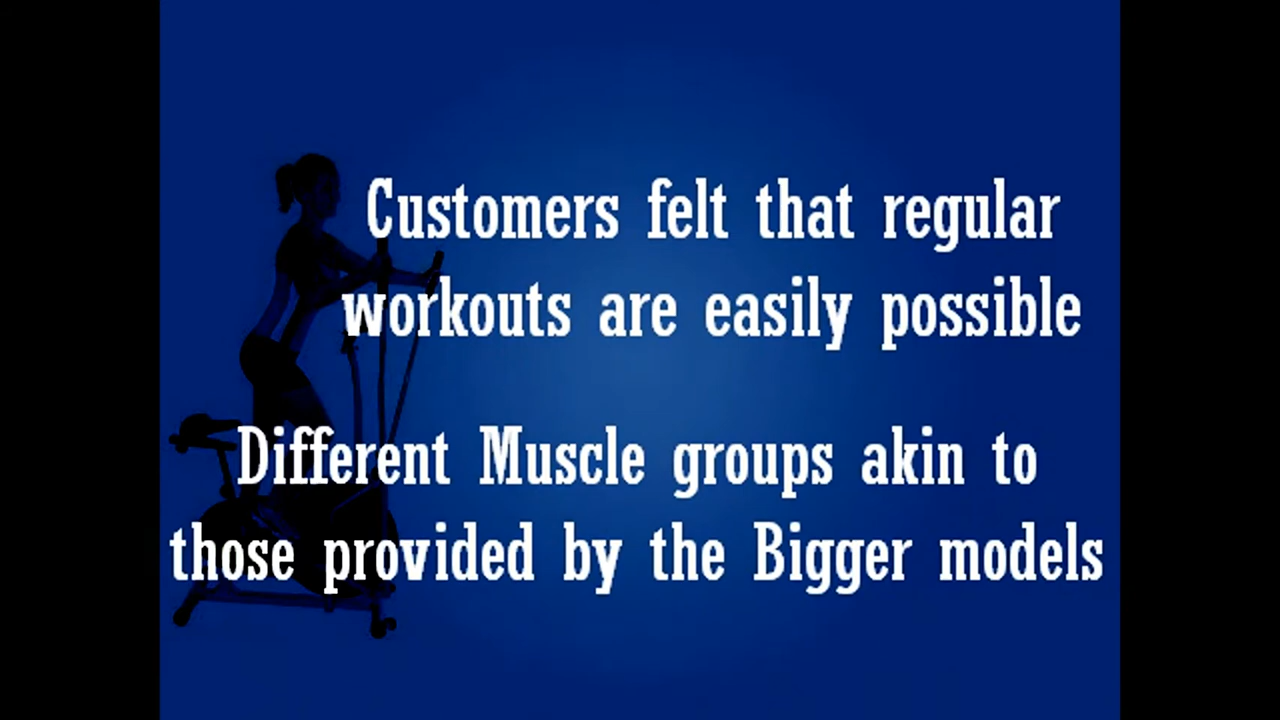 Customers felt that regular
workouts are easily possible
Different Muscle groups akin to
those provided by the Bigger models